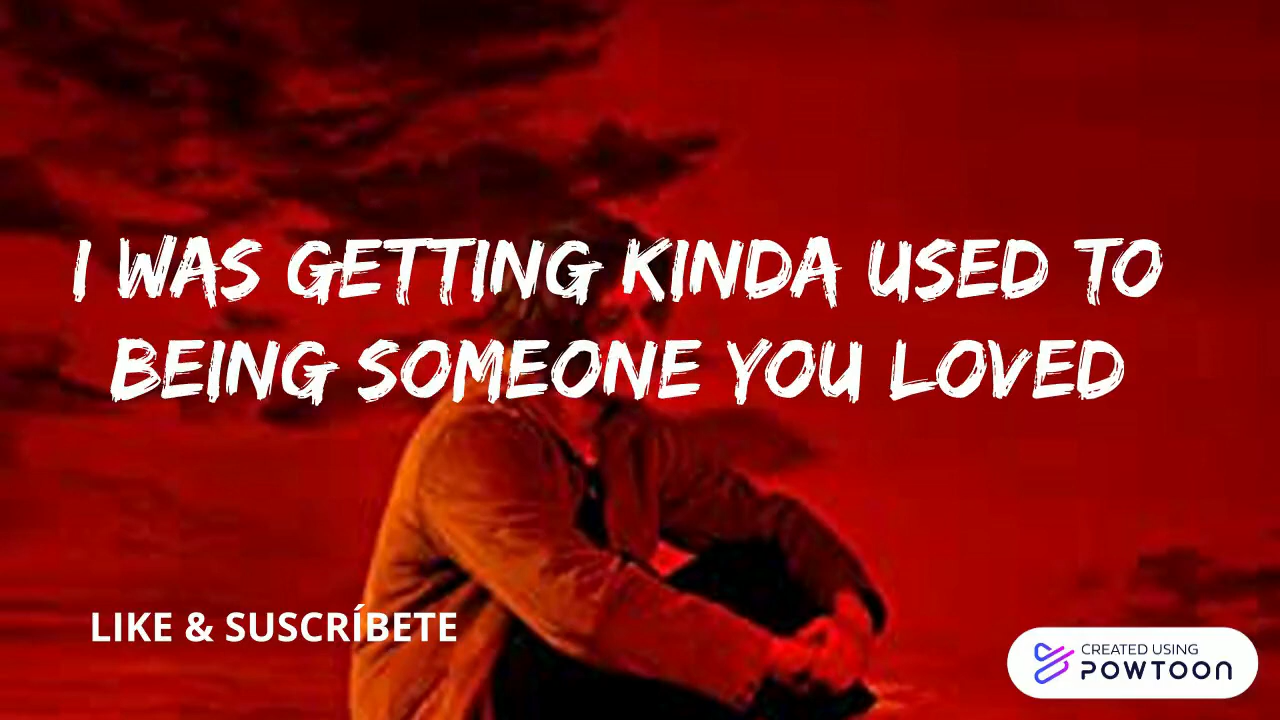 I WAS GETTING KINDA USED TO
BEING SOMEONE YOU LOVED
LIKE & SUSCRÍBETE
CREATED USING
POWTOON